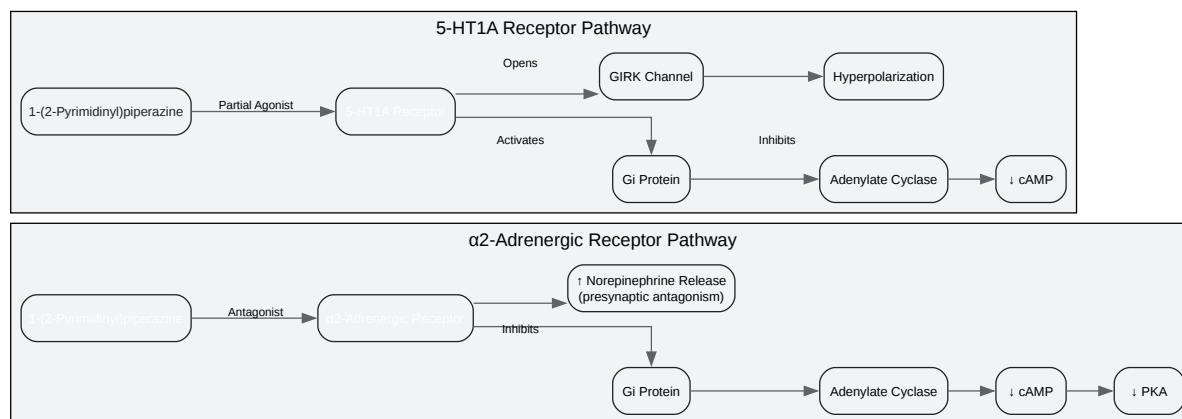 5-HT1A Receptor Pathway
Opens
GIRK Channel
Hyperpolarization
1-(2-Pyrimidinyl)piperazine
Partial Agonist
5-HT1A Receptor
Activates
Inhibits
Gi Protein
Adenylate Cyclase
↓ cAMP
α2-Adrenergic Receptor Pathway
↑ Norepinephrine Release
(presynaptic antagonism)
1-(2-Pyrimidinyl)piperazine
Antagonist
α2-Adrenergic Receptor
Inhibits
Gi Protein
Adenylate Cyclase
↓ cAMP
↓ PKA